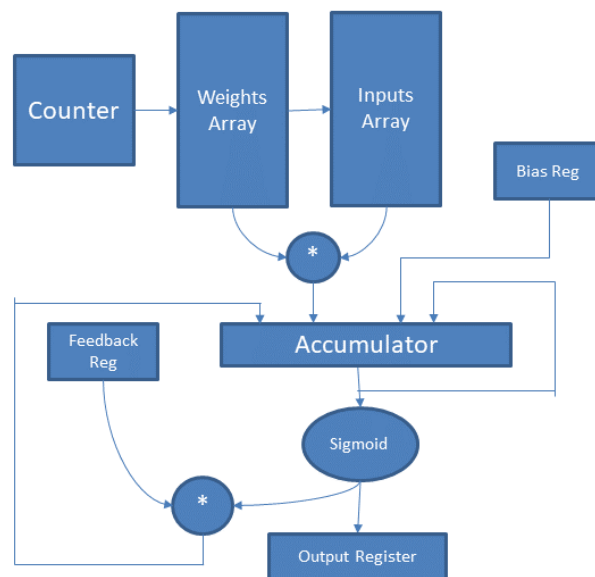 Counter
Weights
Array
Inputs
Array
Bias Reg
*
Feedback
Reg
Accumulator
Sigmoid
*
Output Register